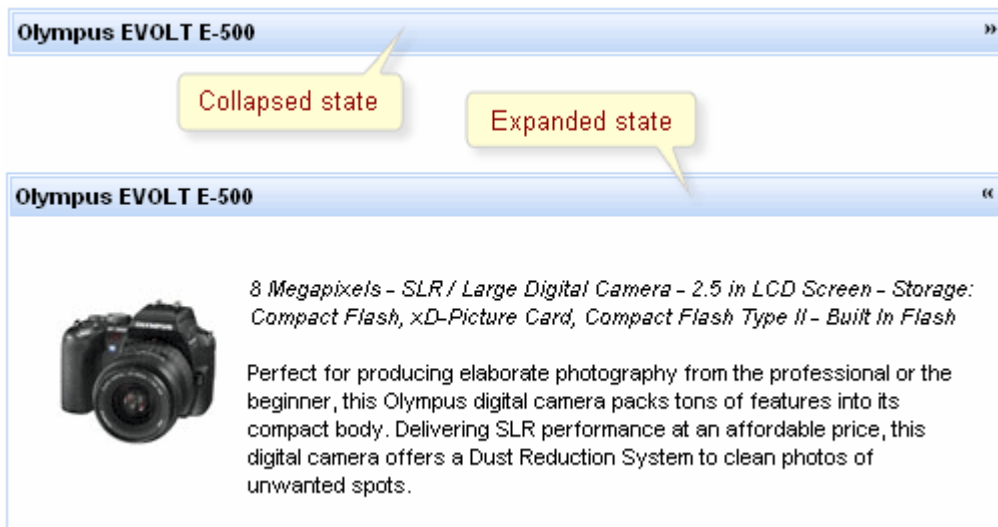 Olympus EVOLT E-500 »
Collapsed state
Expanded state
Olympus EVOLT E-500 «
8 Megapixels - SLR / Large Digital Camera - 2.5 in LCD Screen - Storage:
Compact Flash, xD-Picture Card, Compact Flash Type II - Built In Flash
OLYMPUS
Perfect for producing elaborate photography from the professional or the
beginner, this Olympus digital camera packs tons of features into its
compact body. Delivering SLR performance at an affordable price, this
digital camera offers a Dust Reduction System to clean photos of
unwanted spots.